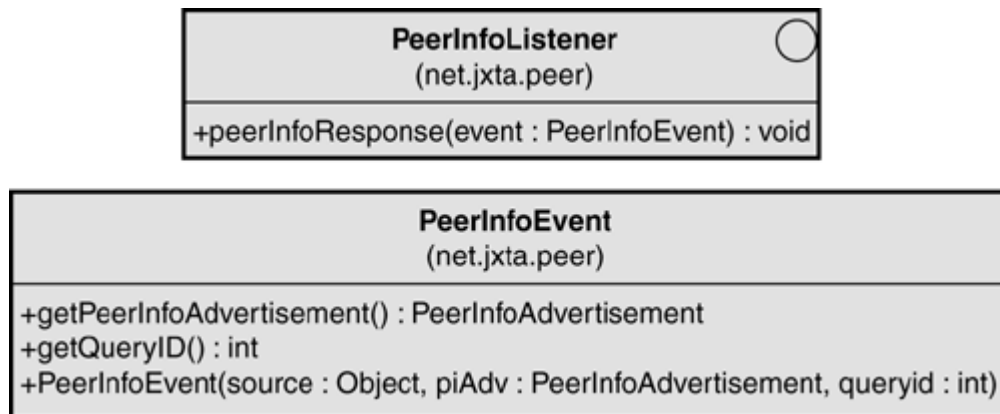 PeerInfoListener
(net.jxta.peer)
+peerInfoResponse(event : PeerInfoEvent) : void
PeerInfoEvent
(net.jxta.peer)
+getPeerInfoAdvertisement() : PeerInfoAdvertisement
+getQueryID() : int
+PeerInfoEvent(source : Object, piAdv : PeerInfoAdvertisement, queryid : int)